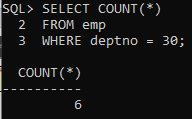 SQL> SELECT COUNT(*)
  2  FROM emp
  3  WHERE deptno = 30;
  COUNT(*)
----------
         6